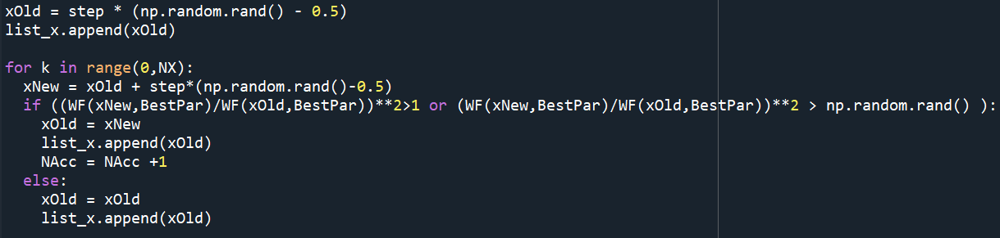 xOld = step * (np.random.rand() - 0.5)
list_x.append(xOld)

for k in range(0,NX):
  xNew = xOld + step*(np.random.rand()-0.5)
  if ((WF(xNew,BestPar)/WF(xOld,BestPar))**2>1 or (WF(xNew,BestPar)/WF(xOld,BestPar))**2 > np.random.rand() ):
    xOld = xNew
    list_x.append(xOld)
    NAcc = NAcc +1
  else:
    xOld = xOld
    list_x.append(xOld)